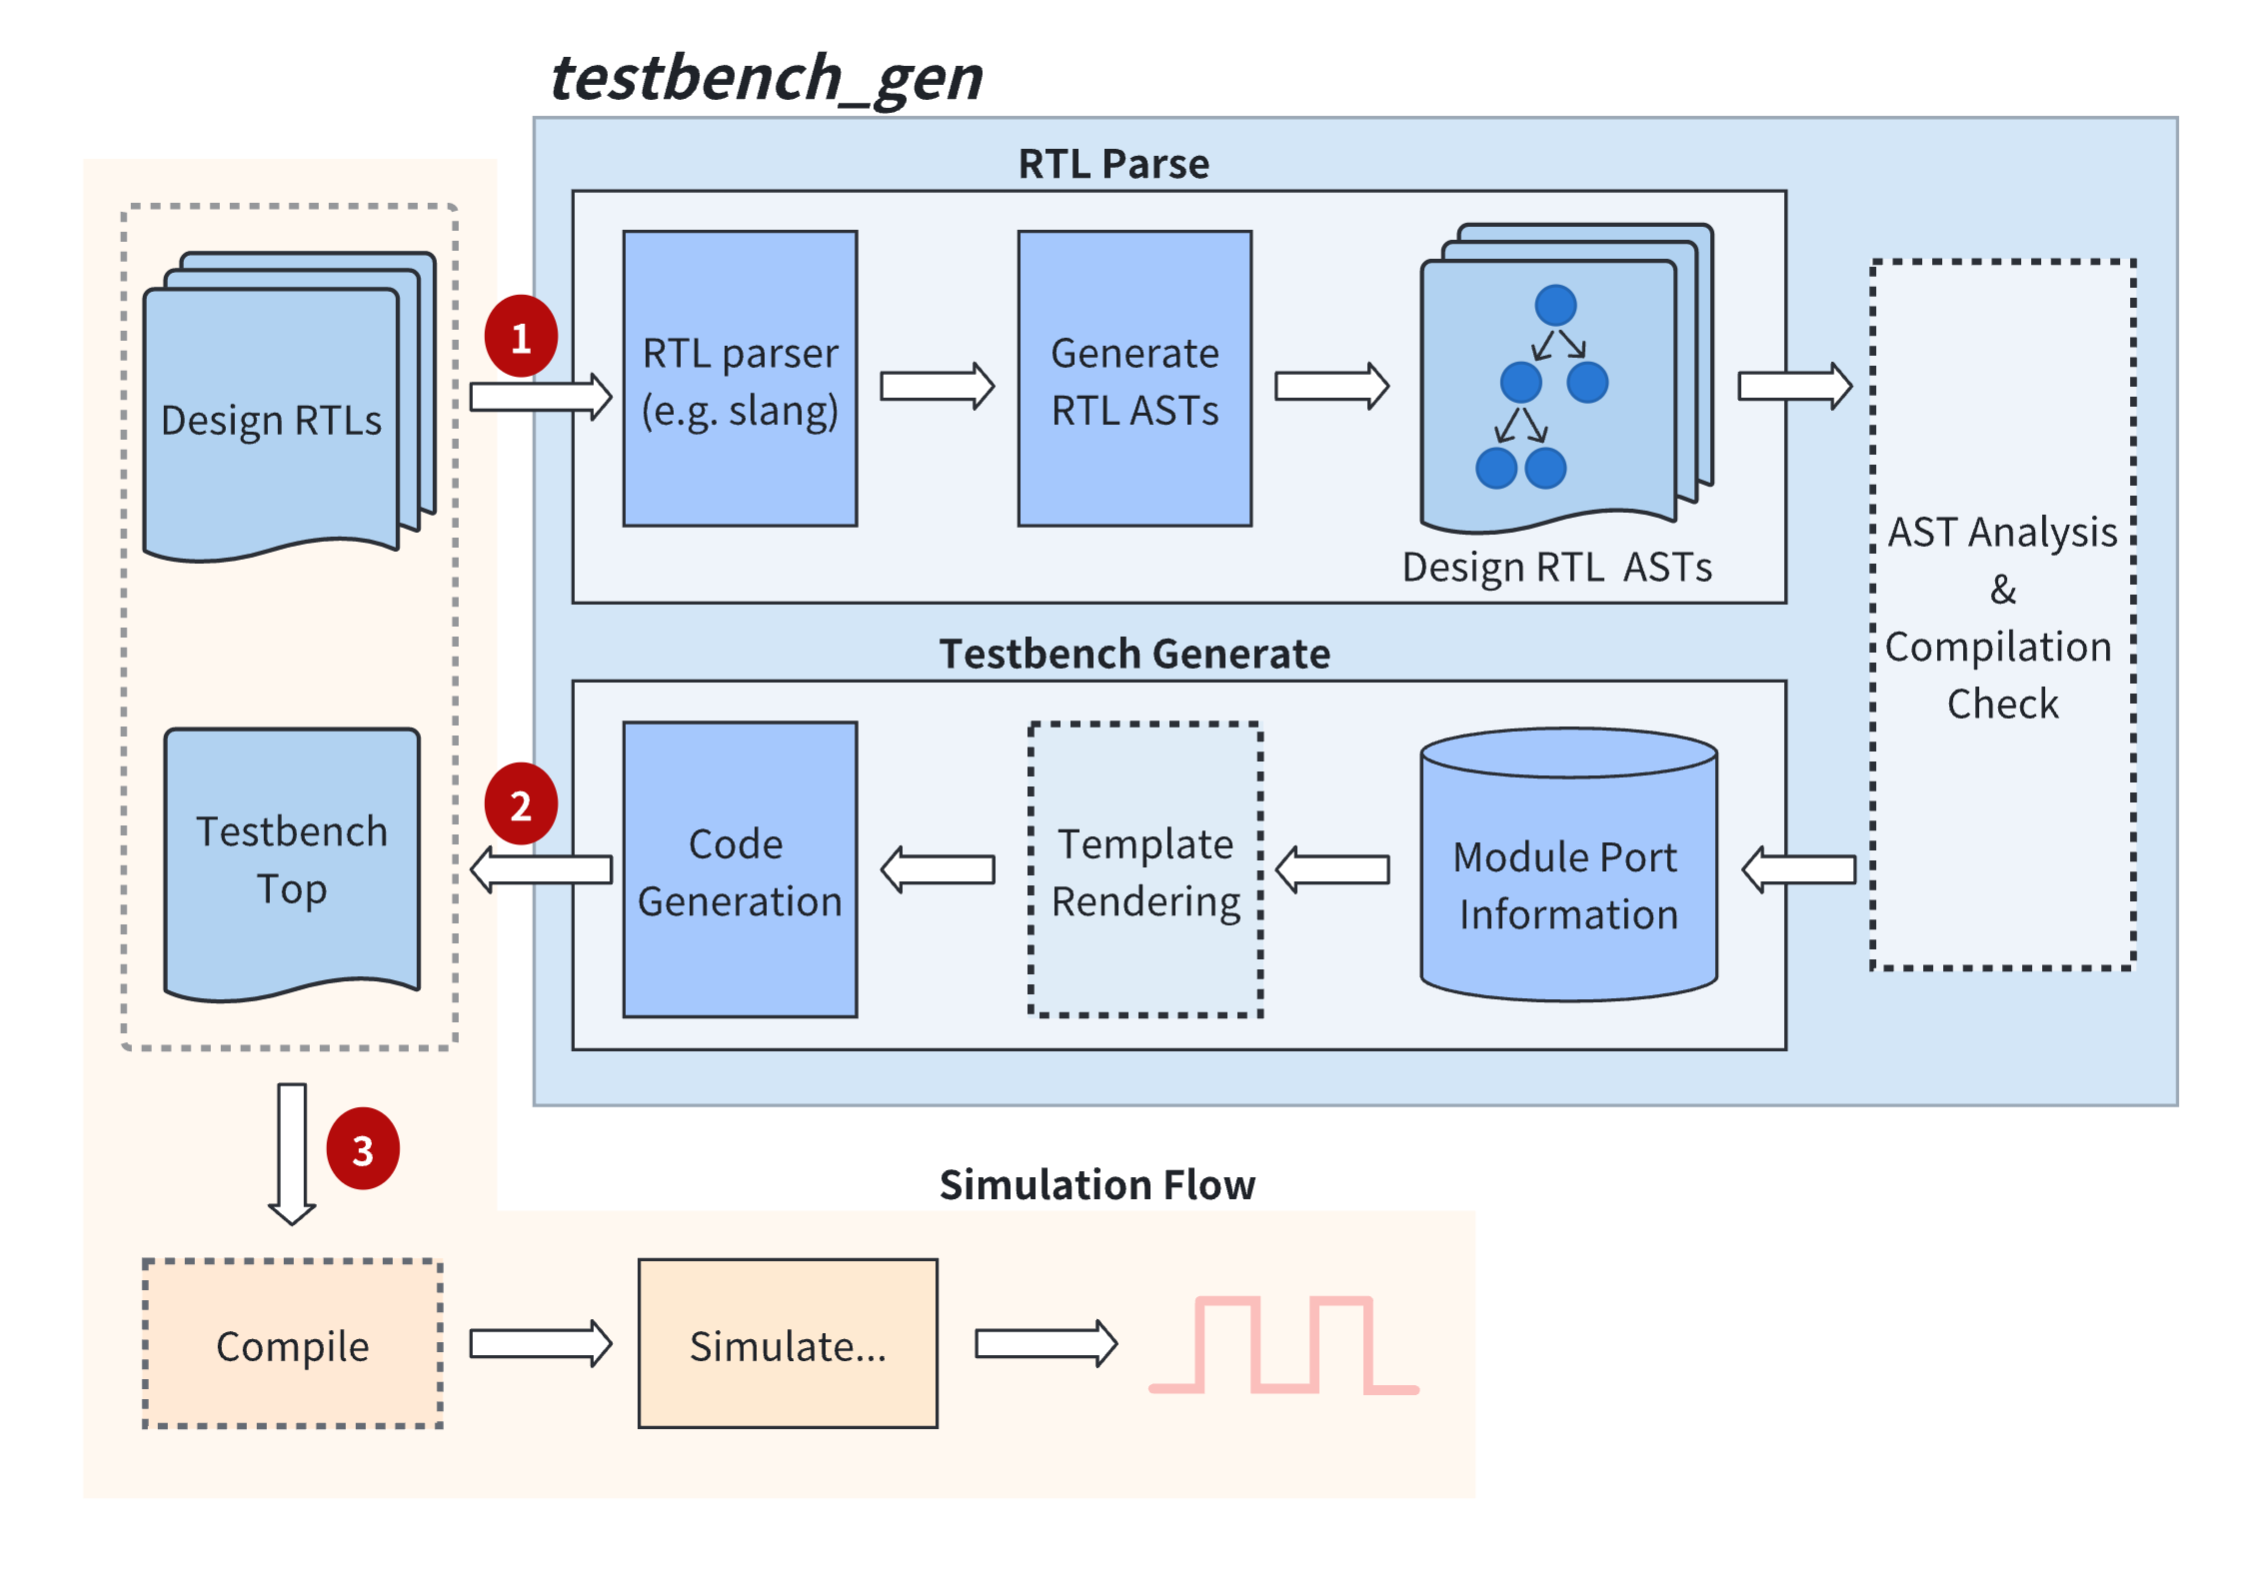 testbench_gen
RTL Parse
Design RTLs
1
RTL parser
(e.g. slang)
Generate
RTL ASTs
Design RTL ASTs
AST Analysis
&
Compilation
Check
Testbench Generate
Testbench
Top
2
Code
Generation
Template
Rendering
Module Port
Information
3
Simulation Flow
Compile
Simulate...